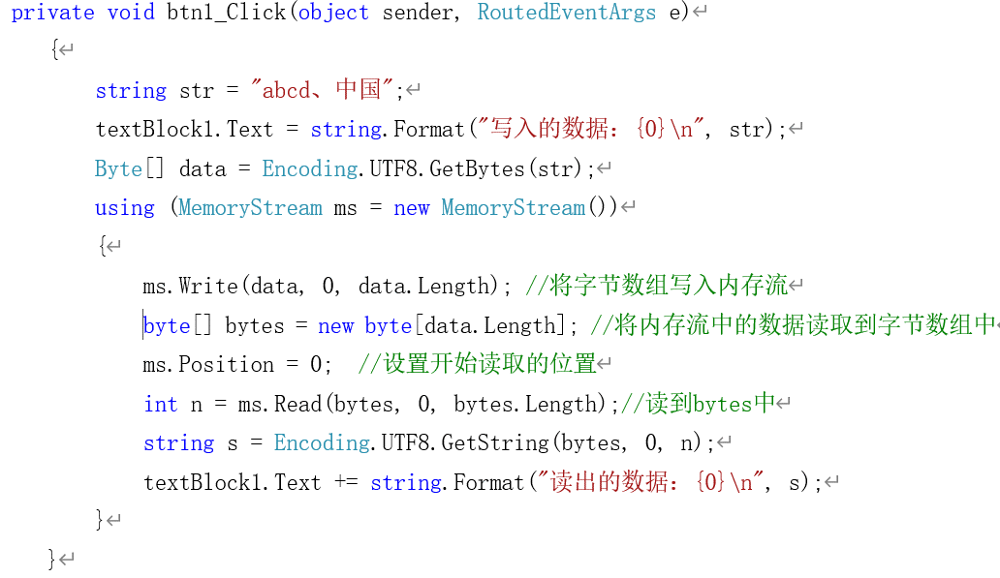 private void btn1_Click(object sender, RoutedEventArgs e)↵
{↵
string str = "abcd、中国";↵
textBlock1.Text = string.Format("写入的数据：{0}\n", str);↵
Byte[] data = Encoding.UTF8.GetBytes(str);↵
using (MemoryStream ms = new MemoryStream())↵
{↵
ms.Write(data, 0, data.Length); //将字节数组写入内存流↵
byte[] bytes = new byte[data.Length]; //将内存流中的数据读取到字节数组中↵
ms.Position = 0;  //设置开始读取的位置↵
int n = ms.Read(bytes, 0, bytes.Length);//读到bytes中↵
string s = Encoding.UTF8.GetString(bytes, 0, n);↵
textBlock1.Text += string.Format("读出的数据：{0}\n", s);↵
}↵
}↵